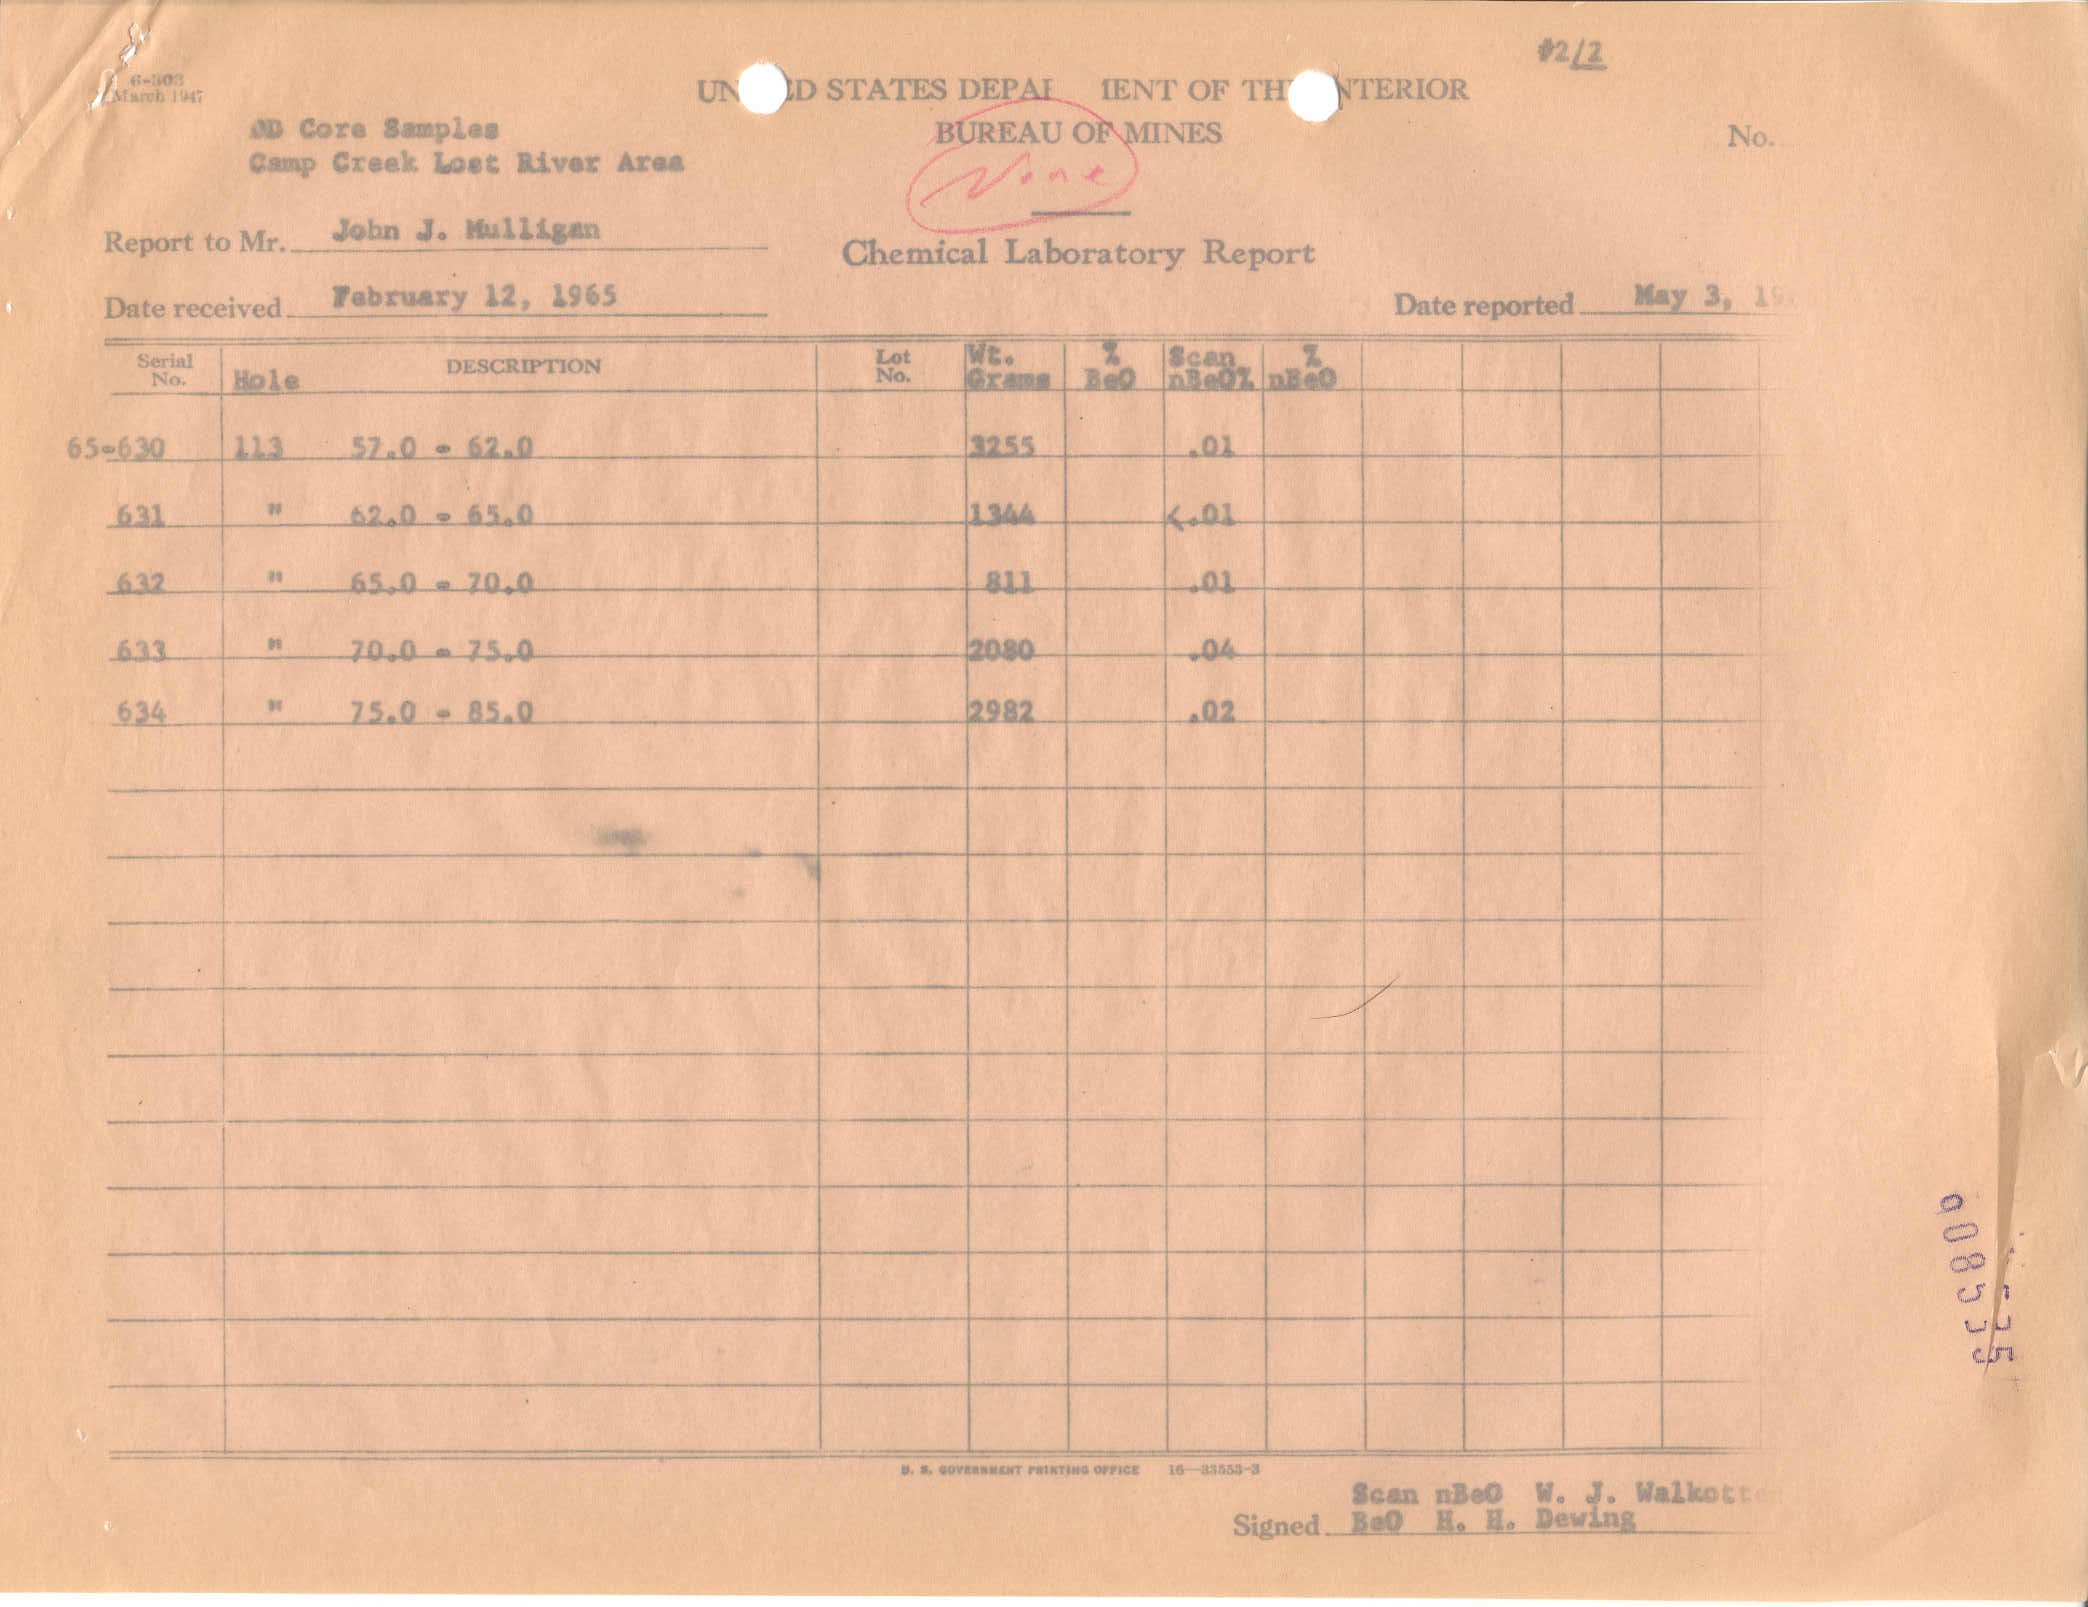 #2/2
6-303
March 1947
UN D STATES DEPA ENT OF TH NTERIOR
DD Core Samples
BUREAU OF MINES
No.
Camp Creek Lost River Area
None
Report to Mr. John J. Mulligan
Chemical Laboratory Report
Date received February 12, 1965
Date reported May 3, 19
Serial No. Hole DESCRIPTION Lot No. Wt. Grams % BeO Scan nBeO% % nBeO
65-630 113 57.0 - 62.0 3255 .01
631 " 62.0 - 65.0 1344 <.01
632 " 65.0 - 70.0 811 .01
633 " 70.0 - 75.0 2080 .04
634 " 75.0 - 85.0 2982 .02
U. S. GOVERNMENT PRINTING OFFICE 16—33553-3
Scan nBeO W. J. Walkotte
Signed BeO H. H. Dewing